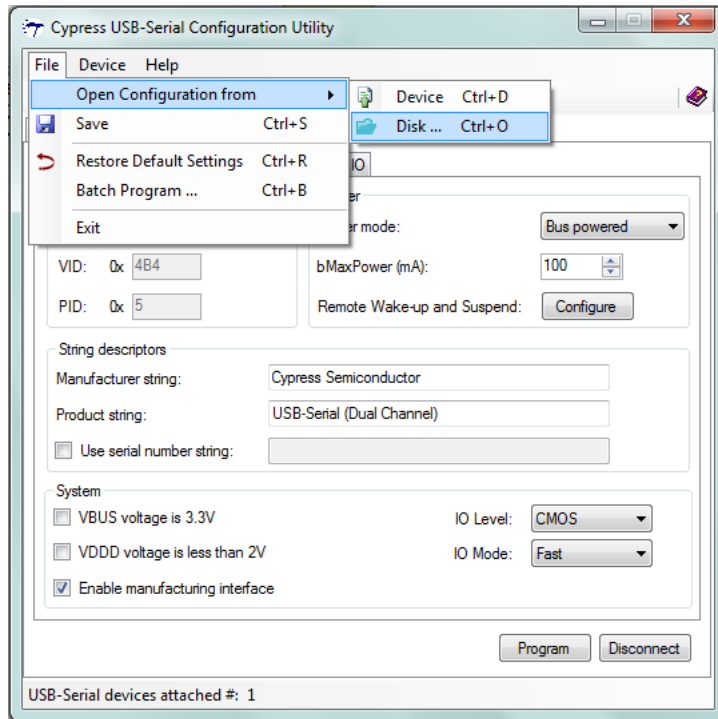 Cypress USB-Serial Configuration Utility
File Device Help
Open Configuration from
Device Ctrl+D
Save Ctrl+S
Disk ... Ctrl+O
Restore Default Settings Ctrl+R
IO
Batch Program ... Ctrl+B
Exit
mode:
Bus powered
VID: 0x 4B4
bMaxPower (mA): 100
PID: 0x 5
Remote Wake-up and Suspend: Configure
String descriptors
Manufacturer string: Cypress Semiconductor
Product string: USB-Serial (Dual Channel)
Use serial number string:
System
VBUS voltage is 3.3V
IO Level: CMOS
VDDD voltage is less than 2V
IO Mode: Fast
Enable manufacturing interface
Program Disconnect
USB-Serial devices attached #: 1